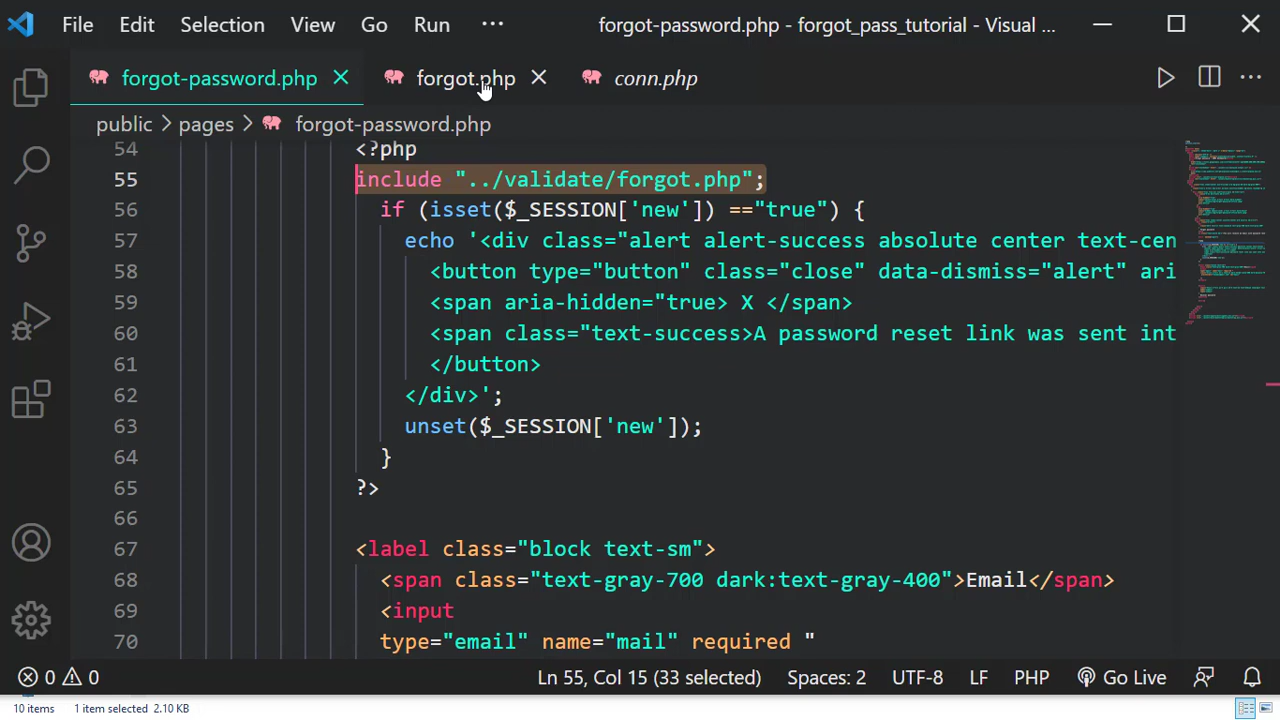 File Edit Selection View Go Run ... forgot-password.php - forgot_pass_tutorial - Visual ...
forgot-password.php forgot.php conn.php
public > pages > forgot-password.php
54 <?php
55 include "../validate/forgot.php";
56 if (isset($_SESSION['new']) =="true") {
57 echo '<div class="alert alert-success absolute center text-cen
58 <button type="button" class="close" data-dismiss="alert" ari
59 <span aria-hidden="true> X </span>
60 <span class="text-success>A password reset link was sent int
61 </button>
62 </div>';
63 unset($_SESSION['new']);
64 }
65 ?>
66
67 <label class="block text-sm">
68 <span class="text-gray-700 dark:text-gray-400">Email</span>
69 <input
70 type="email" name="mail" required "
0 0 Ln 55, Col 15 (33 selected) Spaces: 2 UTF-8 LF PHP Go Live
10 items 1 item selected 2.10 KB